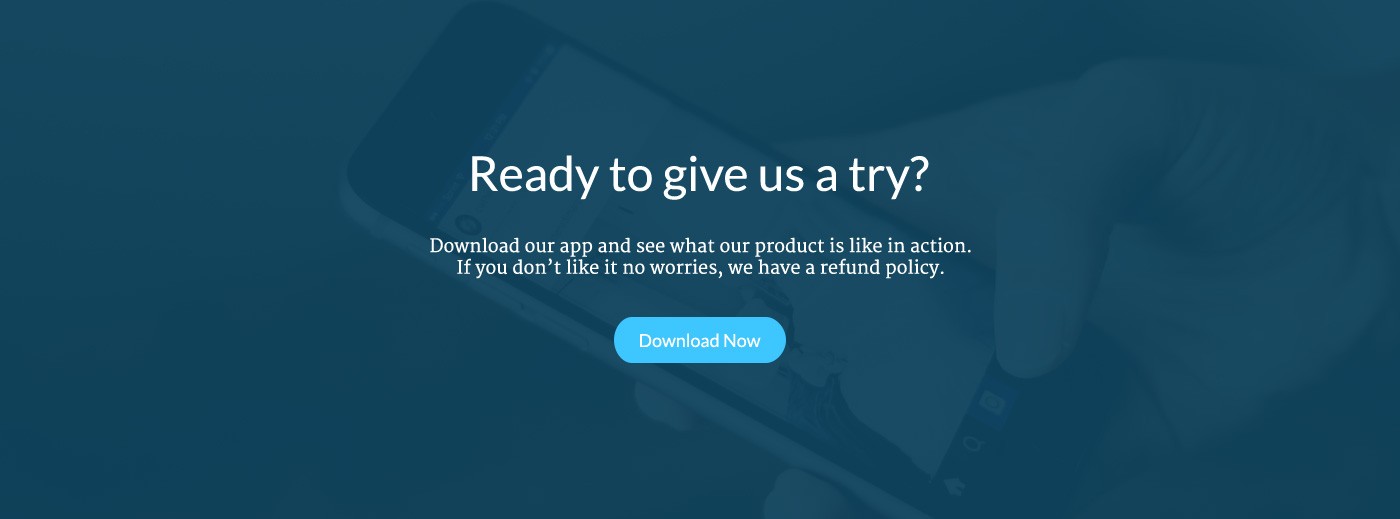 Ready to give us a try?
Download our app and see what our product is like in action.
If you don’t like it no worries, we have a refund policy.
Download Now